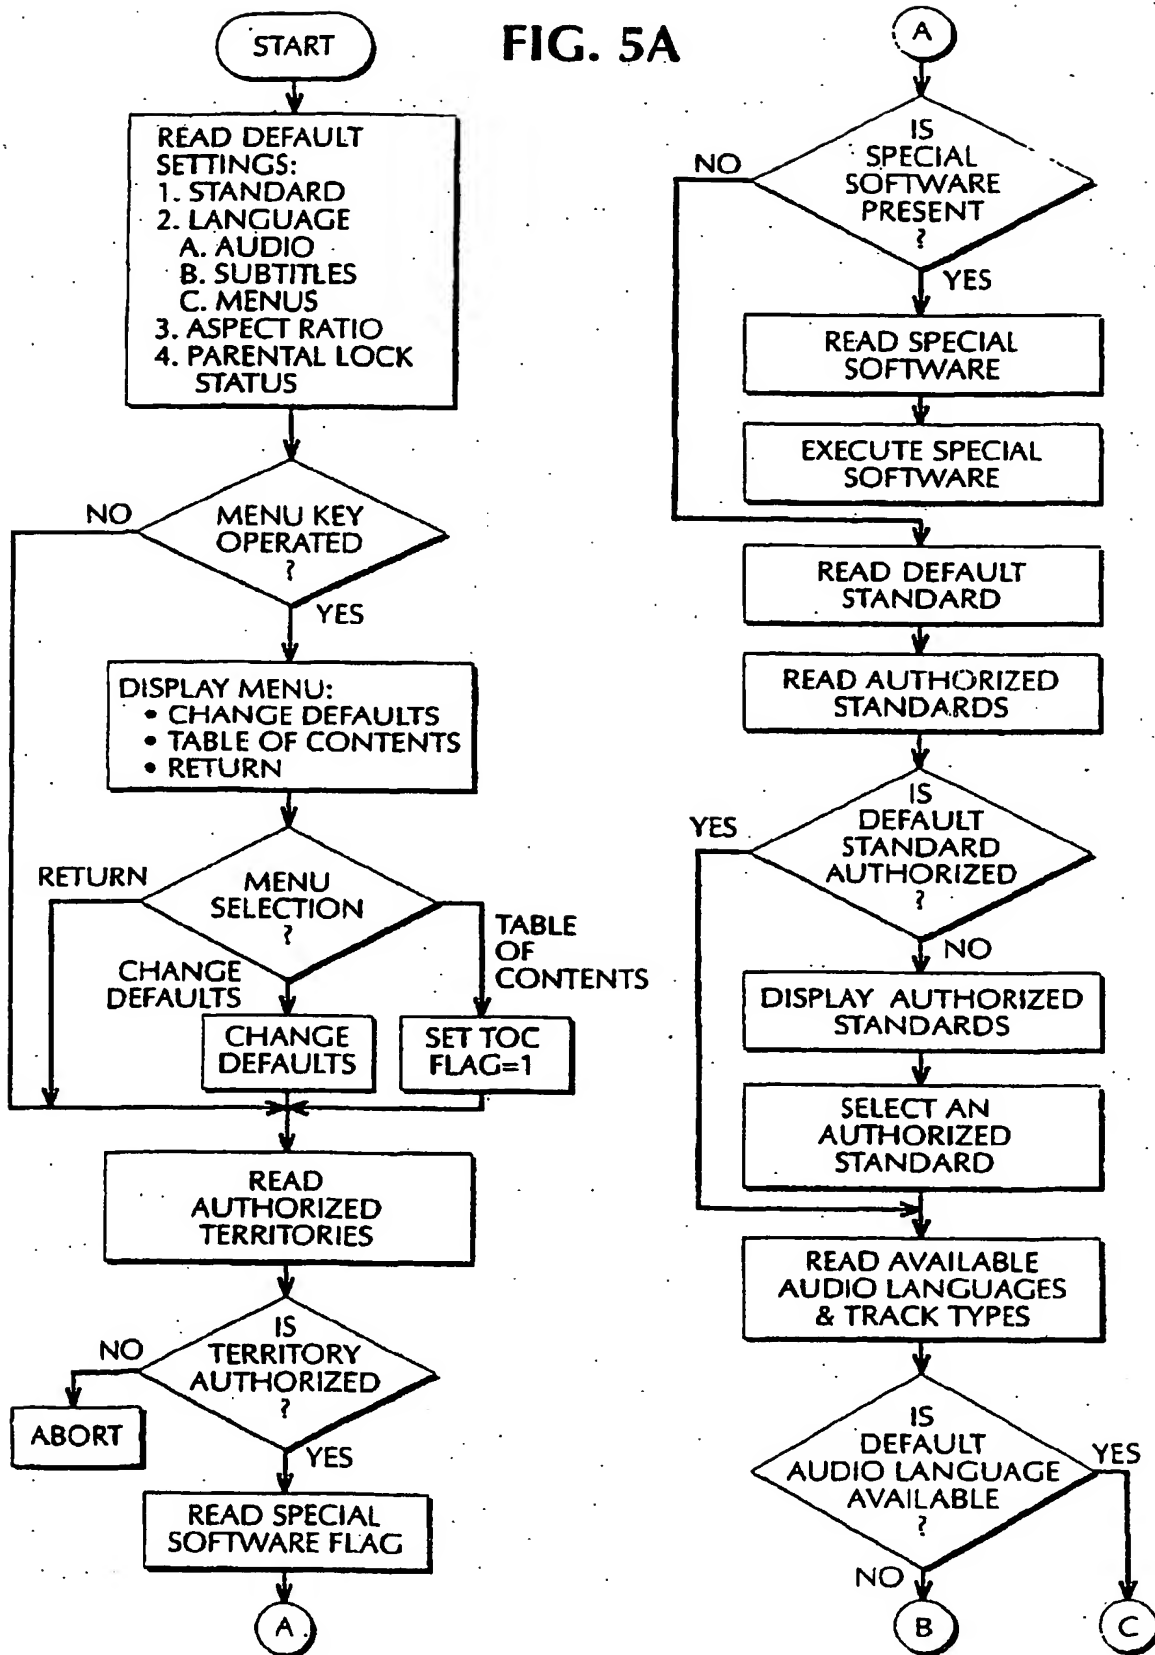 FIG. 5A
START
READ DEFAULT
SETTINGS:
1. STANDARD
2. LANGUAGE
A. AUDIO
B. SUBTITLES
C. MENUS
3. ASPECT RATIO
4. PARENTAL LOCK
STATUS
NO
MENU KEY
OPERATED
?
YES
DISPLAY MENU:
• CHANGE DEFAULTS
• TABLE OF CONTENTS
• RETURN
RETURN
MENU
SELECTION
?
TABLE
OF
CONTENTS
CHANGE
DEFAULTS
CHANGE
DEFAULTS
SET TOC
FLAG=1
READ
AUTHORIZED
TERRITORIES
NO
IS
TERRITORY
AUTHORIZED
?
ABORT
YES
READ SPECIAL
SOFTWARE FLAG
A
A
IS
SPECIAL
SOFTWARE
PRESENT
?
NO
YES
READ SPECIAL
SOFTWARE
EXECUTE SPECIAL
SOFTWARE
READ DEFAULT
STANDARD
READ AUTHORIZED
STANDARDS
YES
IS
DEFAULT
STANDARD
AUTHORIZED
?
NO
DISPLAY AUTHORIZED
STANDARDS
SELECT AN
AUTHORIZED
STANDARD
READ AVAILABLE
AUDIO LANGUAGES
& TRACK TYPES
IS
DEFAULT
AUDIO LANGUAGE
AVAILABLE
?
YES
NO
B
C